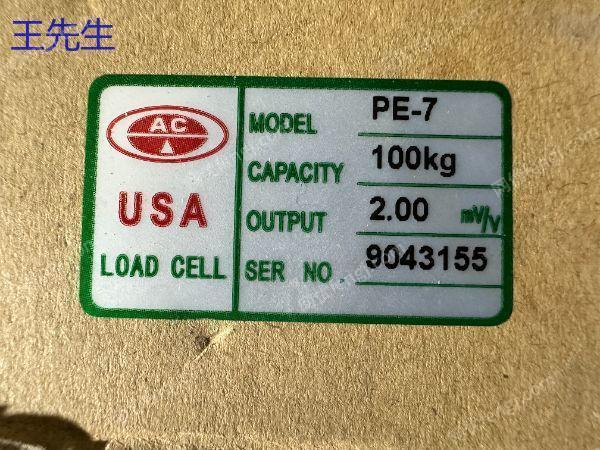 王先生
AC
USA
LOAD CELL
MODEL PE-7
CAPACITY 100kg
OUTPUT 2.00 mV/V
SER NO 9043155